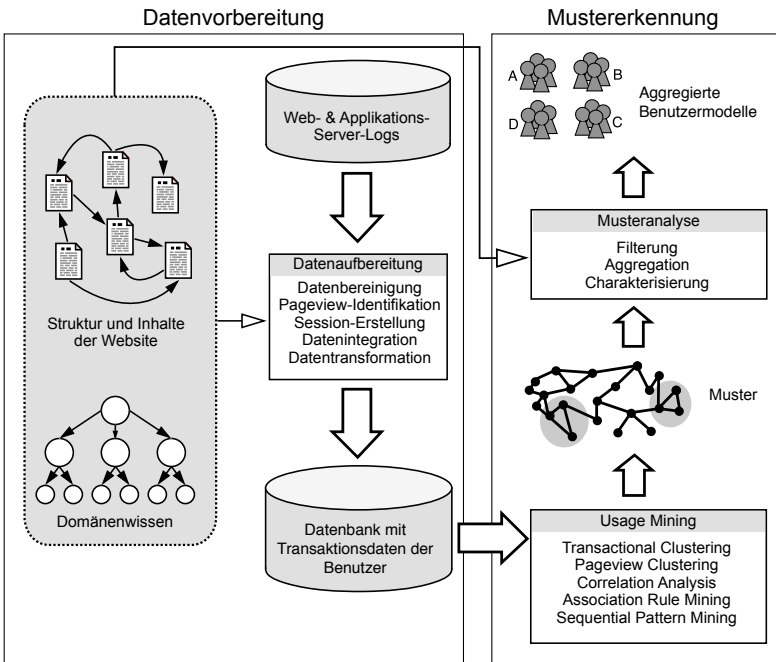 Datenvorbereitung
Web- & Applikations-
Server-Logs
Struktur und Inhalte
der Website
Domänenwissen
Datenaufbereitung
Datenbereinigung
Pageview-Identifikation
Session-Erstellung
Datenintegration
Datentransformation
Datenbank mit
Transaktionsdaten der
Benutzer
Mustererkennung
A
B
D
C
Aggregierte
Benutzermodelle
Musteranalyse
Filterung
Aggregation
Charakterisierung
Muster
Usage Mining
Transactional Clustering
Pageview Clustering
Correlation Analysis
Association Rule Mining
Sequential Pattern Mining